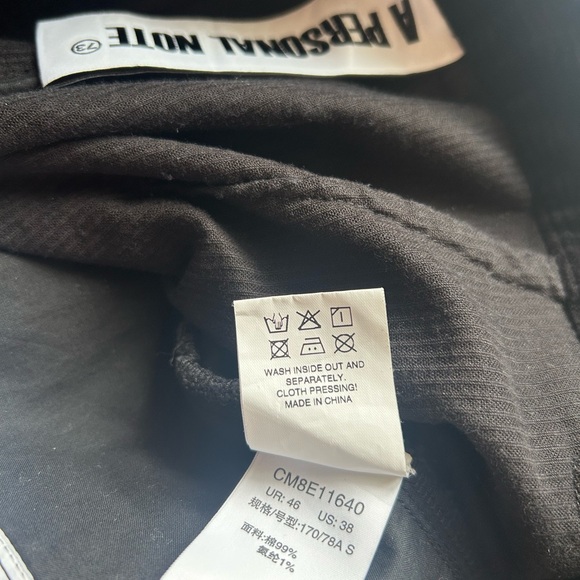 A PERSONAL NOTE 73
WASH INSIDE OUT AND
SEPARATELY.
CLOTH PRESSING!
MADE IN CHINA
CM8E11640
UR: 46 US: 38
规格/号型:170/78A S
面料:棉99%
氨纶1%